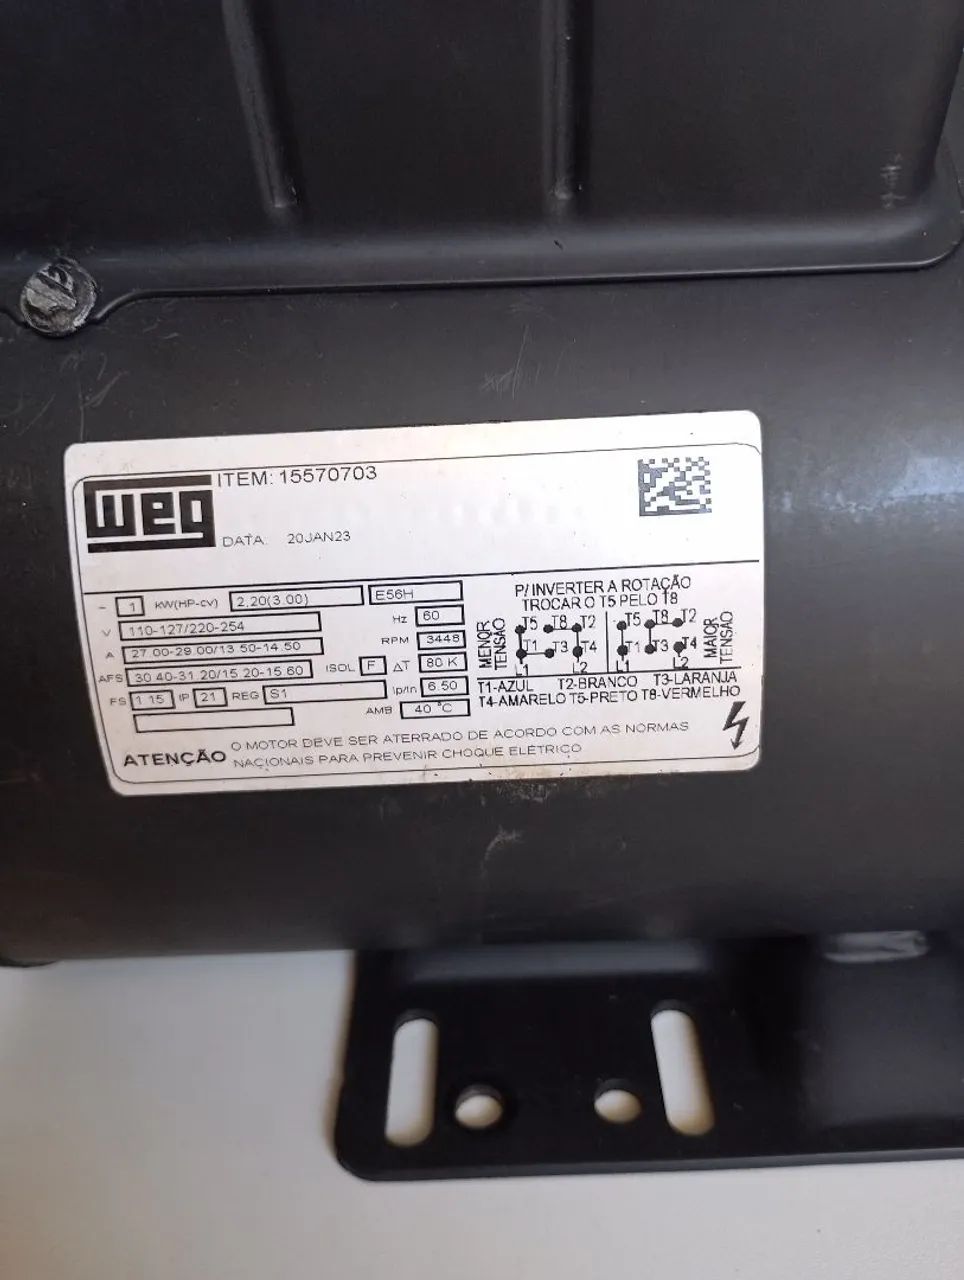 weg
ITEM: 15570703
DATA. 20JAN23
~ 1 KW(HP-cv) 2.20(3.00) E56H
V 110-127/220-254 Hz 60
A 27.00-29.00/13.50-14.50 RPM 3448
AFS 30.40-31.20/15.20-15.60 ISOL F ΔT 80 K
FS 1.15 IP 21 REG S1 Ip/In 6.50
AMB 40 °C
P/INVERTER A ROTAÇÃO
TROCAR O T5 PELO T8
MENOR TENSÃO
T5 T8 T2
T1 T3 T4
L1 L2
T5 T8 T2
T1 T3 T4
L1 L2
MAIOR TENSÃO
T1-AZUL T2-BRANCO T3-LARANJA
T4-AMARELO T5-PRETO T8-VERMELHO
ATENÇÃO O MOTOR DEVE SER ATERRADO DE ACORDO COM AS NORMAS
NACIONAIS PARA PREVENIR CHOQUE ELÉTRICO